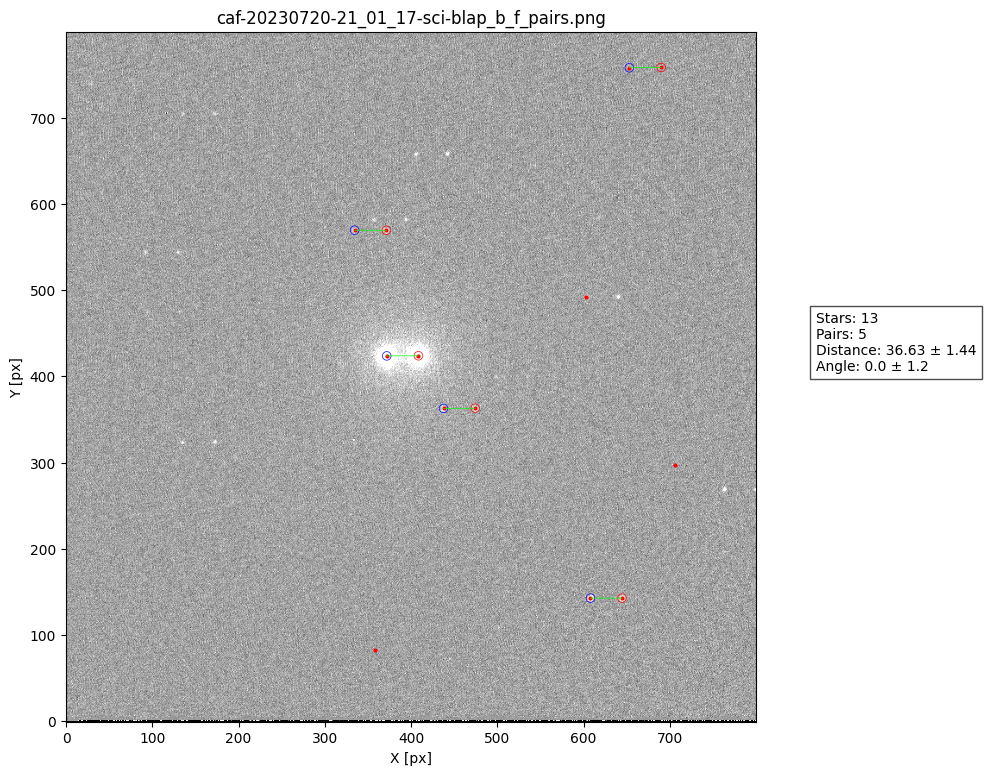 caf-20230720-21_01_17-sci-blap_b_f_pairs.png
Y [px]
700
600
500
400
300
200
100
0
Stars: 13
Pairs: 5
Distance: 36.63 ± 1.44
Angle: 0.0 ± 1.2
0 100 200 300 400 500 600 700
X [px]